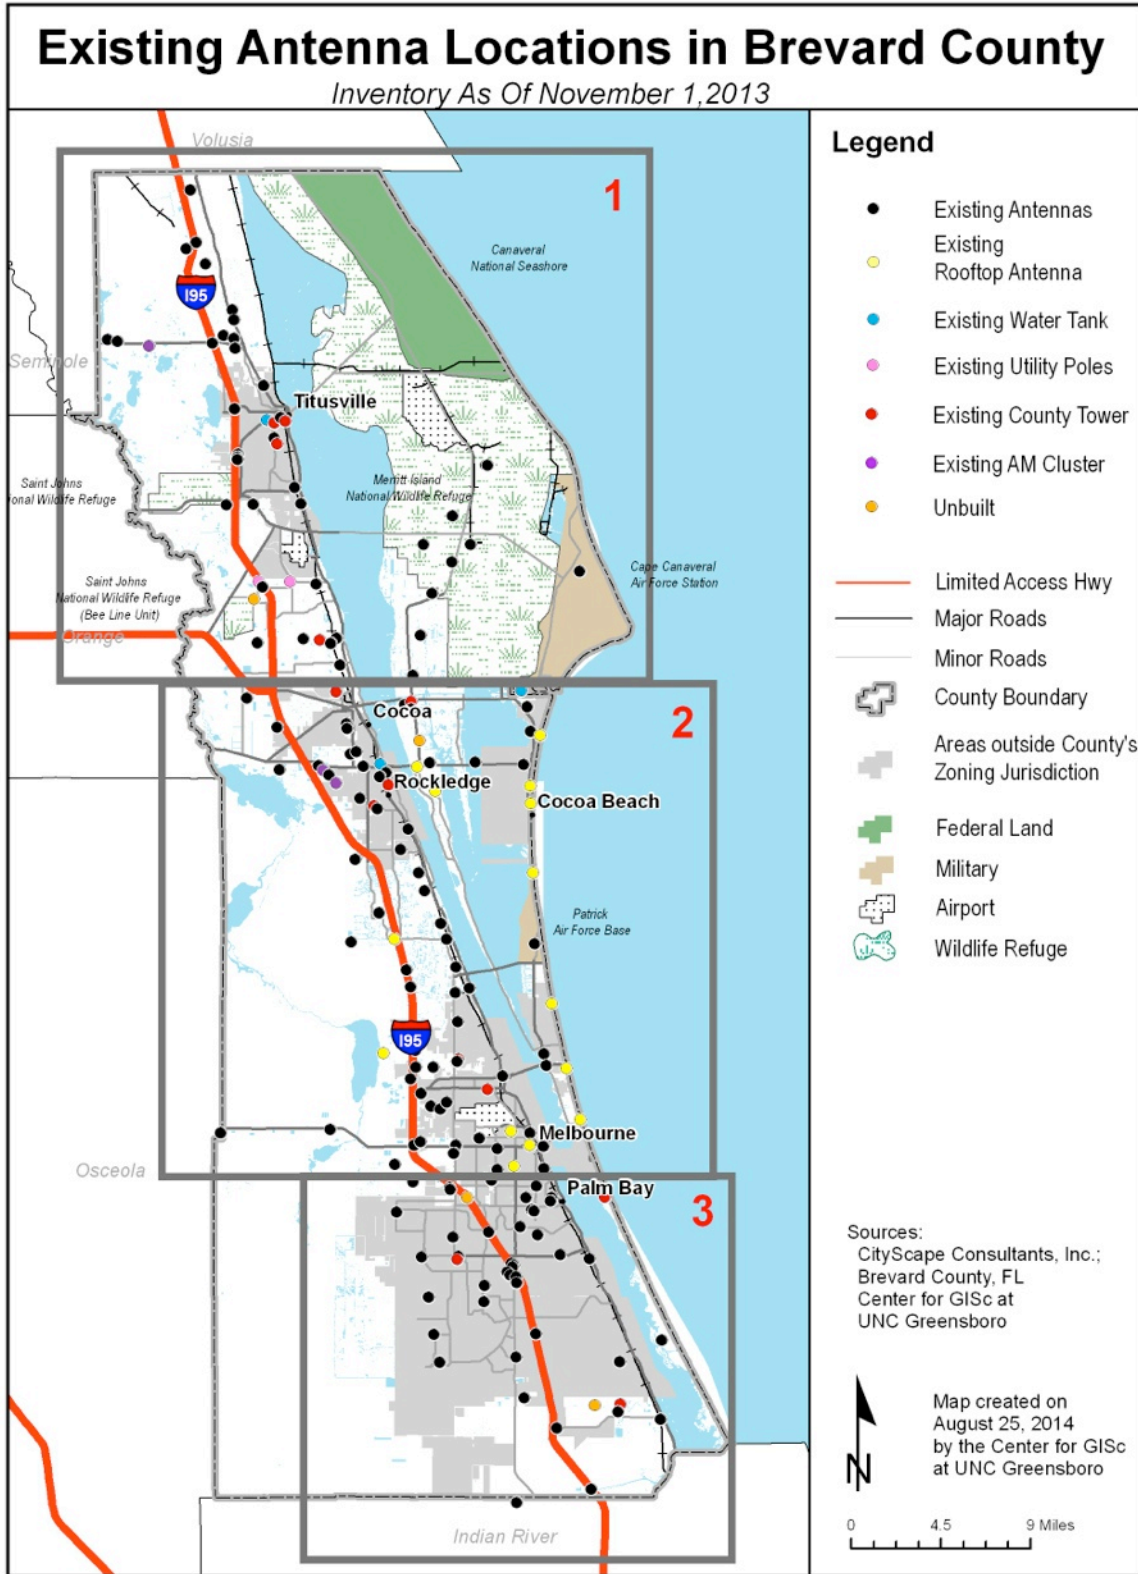 Existing Antenna Locations in Brevard County
Inventory As Of November 1,2013
Volusia
1
Canaveral
National Seashore
I95
Seminole
Titusville
Saint Johns
onal Wildlife Refuge
Merritt Island
National Wildlife Refuge
Saint Johns
National Wildlife Refuge
(Bee Line Unit)
Cape Canaveral
Air Force Station
Orange
2
Cocoa
Rockledge
Cocoa Beach
Patrick
Air Force Base
I95
Melbourne
Osceola
Palm Bay
3
Indian River
Legend
Existing Antennas
Existing
Rooftop Antenna
Existing Water Tank
Existing Utility Poles
Existing County Tower
Existing AM Cluster
Unbuilt
Limited Access Hwy
Major Roads
Minor Roads
County Boundary
Areas outside County's
Zoning Jurisdiction
Federal Land
Military
Airport
Wildlife Refuge
Sources:
CityScape Consultants, Inc.;
Brevard County, FL
Center for GISc at
UNC Greensboro
N
Map created on
August 25, 2014
by the Center for GISc
at UNC Greensboro
0 4.5 9 Miles